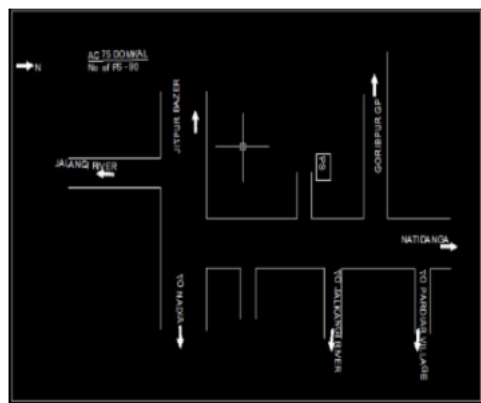 AC 75 DOMKAL
No of PS - 90
N
JITPUR BAZER
GORIBPUR GP
PS
JALANGI RIVER
NATIDANGA
TO NADIA
TO JALKANGI RIVER
TO PARDIAR VILLAGE